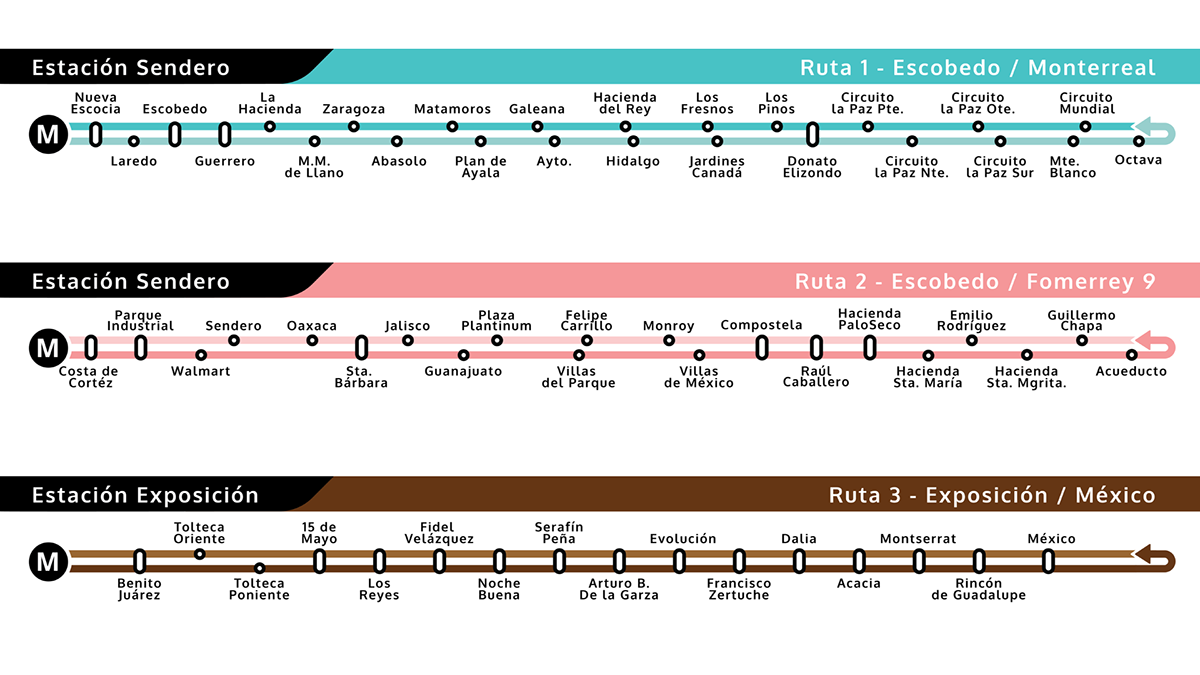 Estación Sendero
Ruta 1 - Escobedo / Monterreal
Nueva
Escocia
Escobedo
La
Hacienda
Zaragoza
Matamoros
Galeana
Hacienda
del Rey
Los
Fresnos
Los
Pinos
Circuito
la Paz Pte.
Circuito
la Paz Ote.
Circuito
Mundial
M
Laredo
Guerrero
M.M.
de Llano
Abasolo
Plan de
Ayala
Ayto.
Hidalgo
Jardines
Canadá
Donato
Elizondo
Circuito
la Paz Nte.
Circuito
la Paz Sur
Mte.
Blanco
Octava
Estación Sendero
Ruta 2 - Escobedo / Fomerrey 9
Parque
Industrial
Sendero
Oaxaca
Jalisco
Plaza
Plantinum
Felipe
Carrillo
Monroy
Compostela
Hacienda
PaloSeco
Emilio
Rodríguez
Guillermo
Chapa
M
Costa de
Cortéz
Walmart
Sta.
Bárbara
Guanajuato
Villas
del Parque
Villas
de México
Raúl
Caballero
Hacienda
Sta. María
Hacienda
Sta. Mgrita.
Acueducto
Estación Exposición
Ruta 3 - Exposición / México
Tolteca
Oriente
15 de
Mayo
Fidel
Velázquez
Serafín
Peña
Evolución
Dalia
Montserrat
México
M
Benito
Juárez
Tolteca
Poniente
Los
Reyes
Noche
Buena
Arturo B.
De la Garza
Francisco
Zertuche
Acacia
Rincón
de Guadalupe